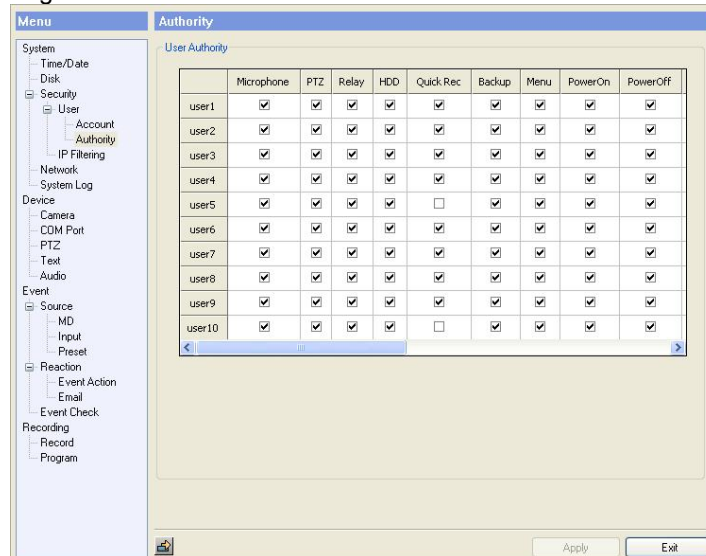 Menu
Authority
System
Time/Date
Disk
Security
User
Account
Authority
IP Filtering
Network
System Log
Device
Camera
COM Port
PTZ
Text
Audio
Event
Source
MD
Input
Preset
Reaction
Event Action
Email
Event Check
Recording
Record
Program
User Authority
Microphone PTZ Relay HDD Quick Rec Backup Menu PowerOn PowerOff
user1
user2
user3
user4
user5
user6
user7
user8
user9
user10
Apply Exit